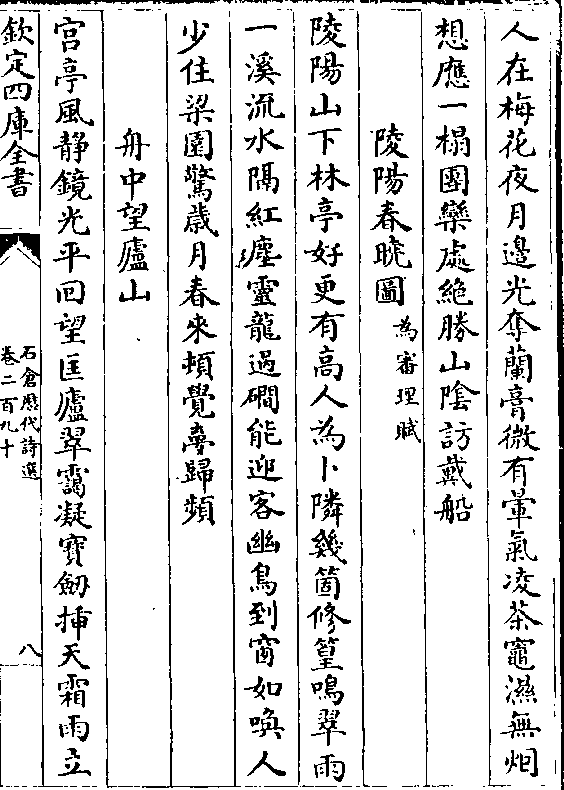 人在梅花夜月邊光奪蘭膏微有暈氣凌茶竈濕無烟
想應一榻團欒處絶勝山隂訪戴船
陵陽春曉圖為審理賦
陵陽山下林亭好更有高人為卜隣幾箇修篁鳴翠雨
一溪流水隔紅塵靈龍過磵能迎客幽鳥到窗如喚人
少住梁園驚歲月春來頓覺夢歸頻
舟中望廬山
宫亭風静鏡光平回望匡廬翠靄凝寶劒揷天霜雨立
欽定四庫全書
石倉歷代詩選
卷二百九十
八